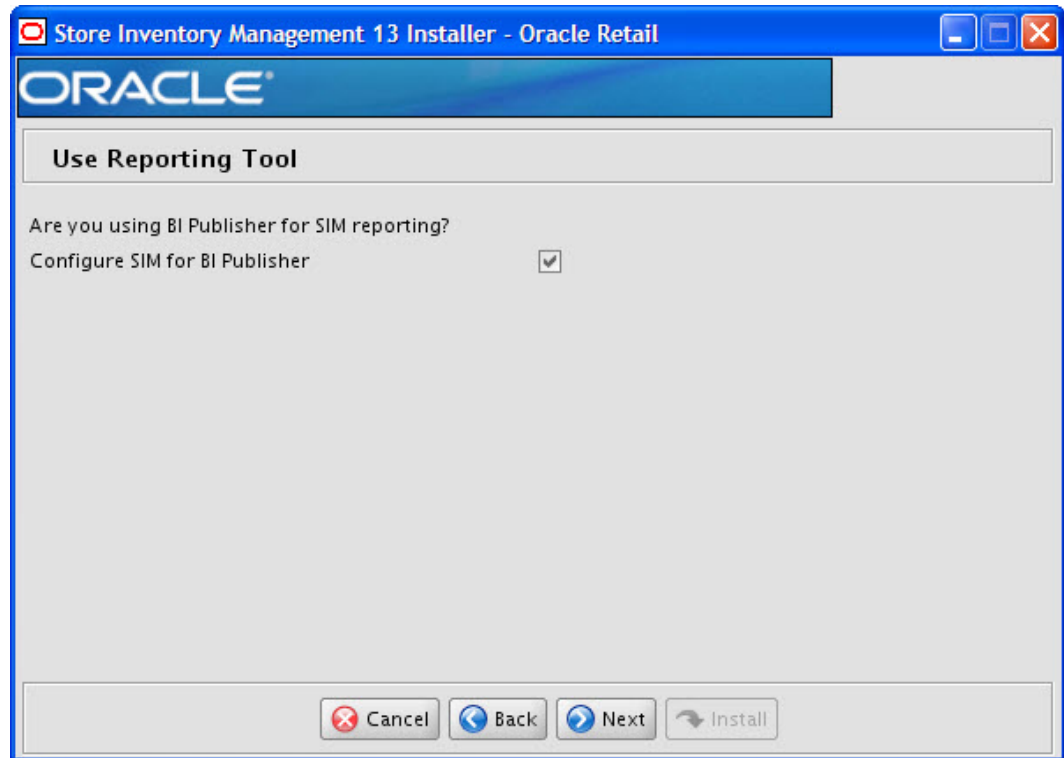 Store Inventory Management 13 Installer - Oracle Retail
ORACLE®
Use Reporting Tool
Are you using BI Publisher for SIM reporting?
Configure SIM for BI Publisher
Cancel Back Next Install